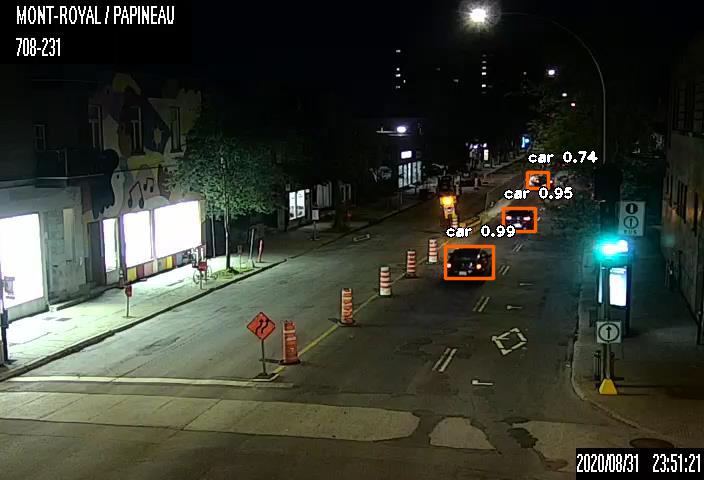 MONT-ROYAL / PAPINEAU
708-231
car 0.74
car 0.95
car 0.99
2020/08/31 23:51:21